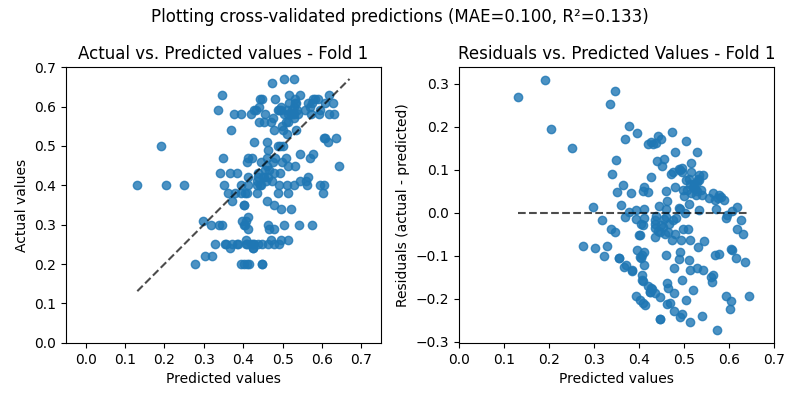 Plotting cross-validated predictions (MAE=0.100, R²=0.133)
Actual vs. Predicted values - Fold 1
Actual values
0.7
0.6
0.5
0.4
0.3
0.2
0.1
0.0
0.0 0.1 0.2 0.3 0.4 0.5 0.6 0.7
Predicted values
Residuals vs. Predicted Values - Fold 1
Residuals (actual - predicted)
0.3
0.2
0.1
0.0
−0.1
−0.2
−0.3
0.0 0.1 0.2 0.3 0.4 0.5 0.6 0.7
Predicted values